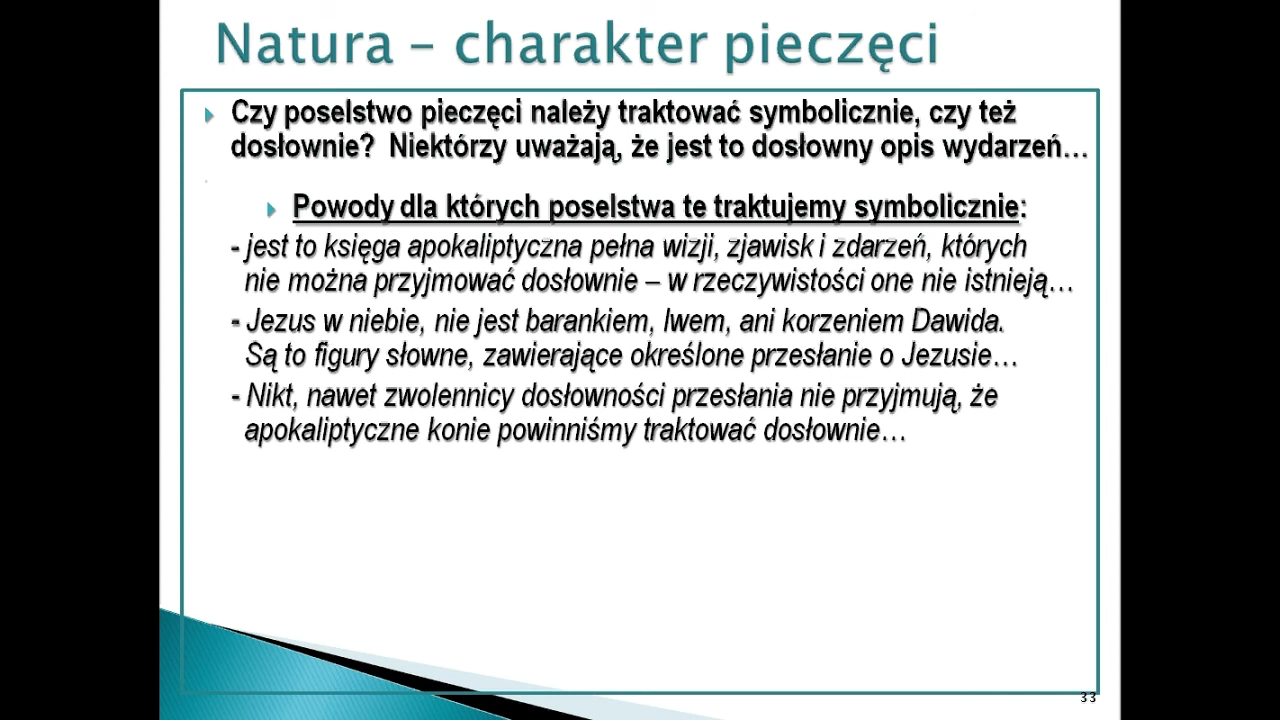 Natura – charakter pieczęci
Czy poselstwo pieczęci należy traktować symbolicznie, czy też
dosłownie? Niektórzy uważają, że jest to dosłowny opis wydarzeń…
Powody dla których poselstwa te traktujemy symbolicznie:
- jest to księga apokaliptyczna pełna wizji, zjawisk i zdarzeń, których
nie można przyjmować dosłownie – w rzeczywistości one nie istnieją…
- Jezus w niebie, nie jest barankiem, lwem, ani korzeniem Dawida.
Są to figury słowne, zawierające określone przesłanie o Jezusie…
- Nikt, nawet zwolennicy dosłowności przesłania nie przyjmują, że
apokaliptyczne konie powinniśmy traktować dosłownie…
33